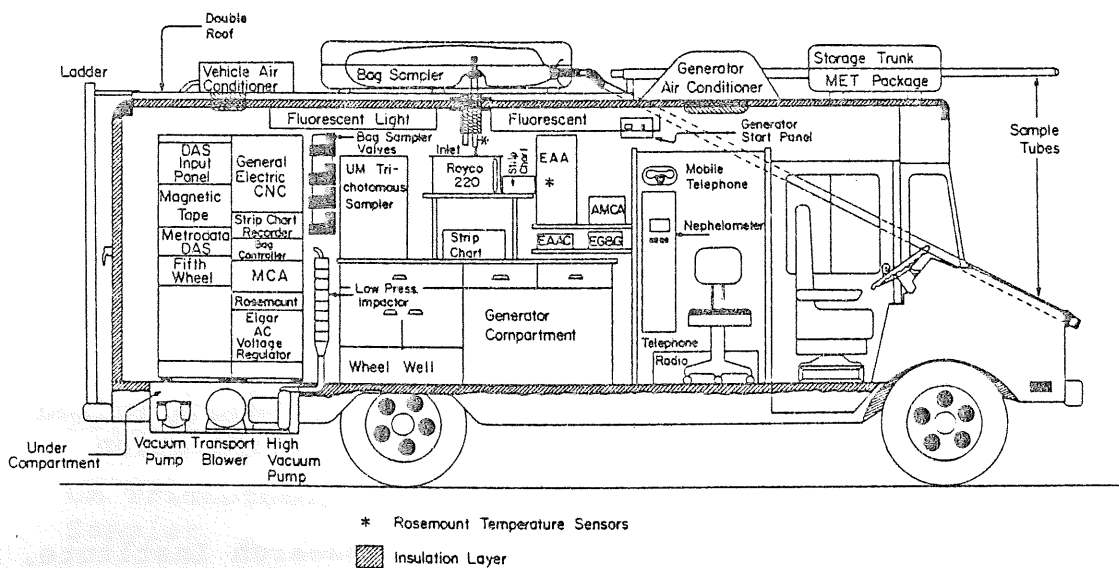 Double
Roof
Ladder
Vehicle Air
Conditioner
Bag Sampler
Generator
Air Conditioner
Storage Trunk
MET Package
Fluorescent Light
Fluorescent
Generator
Start Panel
Sample
Tubes
DAS
Input
Panel
Magnetic
Tape
Metrodata
DAS
Fifth
Wheel
General
Electric
CNC
Strip Chart
Recorder
Bag
Controller
MCA
Rosemount
Elgar
AC
Voltage
Regulator
Bag Sampler
Valves
UM Tri-
chotomous
Sampler
Inlet
*
Royco
220
Strip
Chart
EAA
*
AMCA
EAAC
EG&G
Strip
Chart
Mobile
Telephone
Nephelometer
Low Press.
Impactor
Generator
Compartment
Wheel Well
Telephone
Radio
Under
Compartment
Vacuum
Pump
Transport
Blower
High
Vacuum
Pump
* Rosemount Temperature Sensors
Insulation Layer